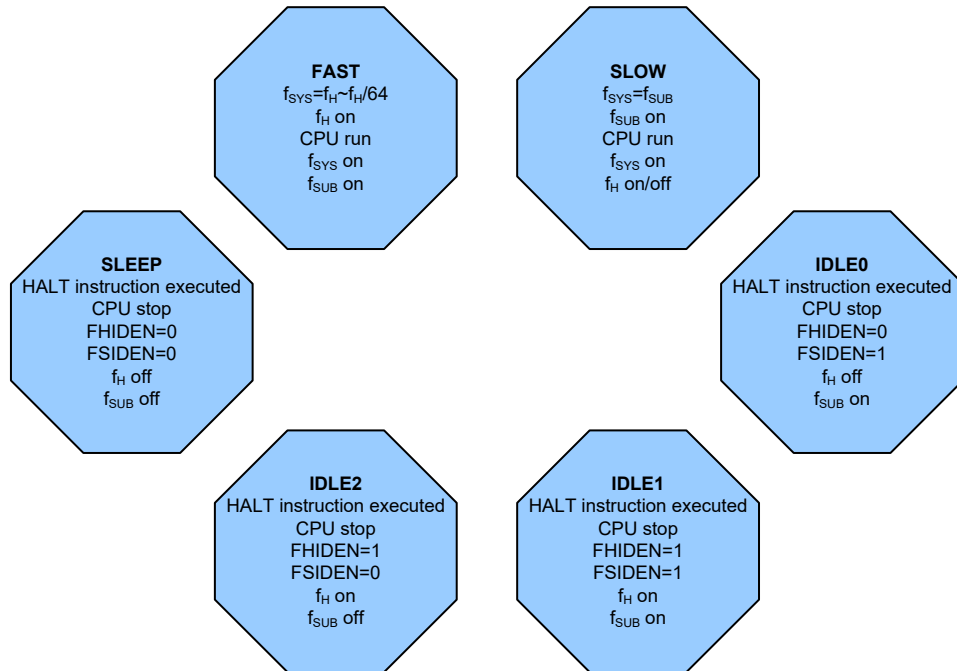 FAST
fSYS=fH~fH/64
fH on
CPU run
fSYS on
fSUB on
SLOW
fSYS=fSUB
fSUB on
CPU run
fSYS on
fH on/off
SLEEP
HALT instruction executed
CPU stop
FHIDEN=0
FSIDEN=0
fH off
fSUB off
IDLE0
HALT instruction executed
CPU stop
FHIDEN=0
FSIDEN=1
fH off
fSUB on
IDLE2
HALT instruction executed
CPU stop
FHIDEN=1
FSIDEN=0
fH on
fSUB off
IDLE1
HALT instruction executed
CPU stop
FHIDEN=1
FSIDEN=1
fH on
fSUB on